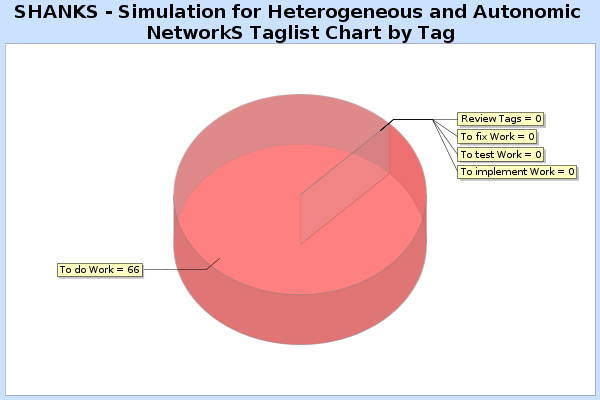 SHANKS - Simulation for Heterogeneous and Autonomic
NetworkS Taglist Chart by Tag
Review Tags = 0
To fix Work = 0
To test Work = 0
To implement Work = 0
To do Work = 66